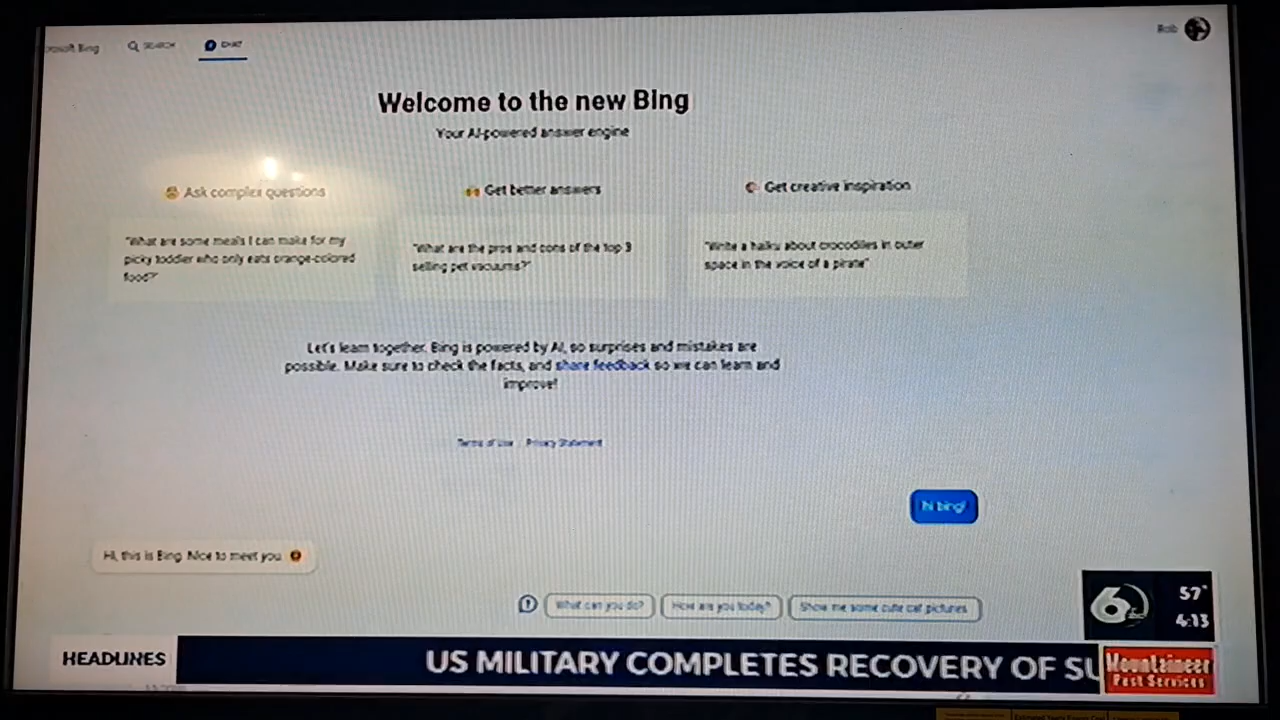 rosoft Bing
SEARCH
CHAT
Rob
Welcome to the new Bing
Your AI-powered answer engine
Ask complex questions
"What are some meals I can make for my
picky toddler who only eats orange-colored
food?"
Get better answers
"What are the pros and cons of the top 3
selling pet vacuums?"
Get creative inspiration
"Write a haiku about crocodiles in outer
space in the voice of a pirate"
Let's learn together. Bing is powered by AI, so surprises and mistakes are
possible. Make sure to check the facts, and share feedback so we can learn and
improve!
Terms of Use Privacy Statement
hi bing!
Hi, this is Bing. Nice to meet you.
What can you do?
How are you today?
Show me some cute cat pictures
6 57°
4:13
HEADLINES
US MILITARY COMPLETES RECOVERY OF SU
Mountaineer
Pest Services